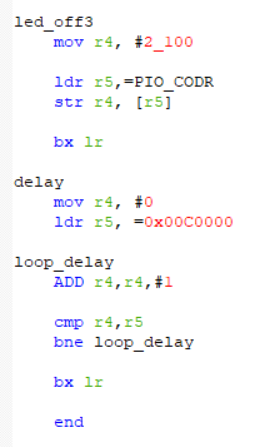 led_off3
mov r4, #2_100
ldr r5,=PIO_CODR
str r4, [r5]
bx lr
delay
mov r4, #0
ldr r5, =0x00C0000
loop_delay
ADD r4,r4,#1
cmp r4,r5
bne loop_delay
bx lr
end